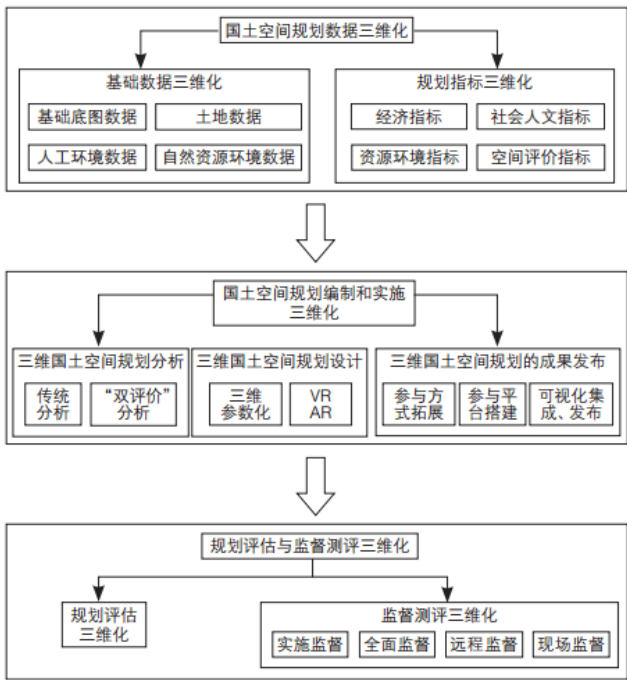 国土空间规划数据三维化
基础数据三维化
基础底图数据
土地数据
人工环境数据
自然资源环境数据
规划指标三维化
经济指标
社会人文指标
资源环境指标
空间评价指标
国土空间规划编制和实施
三维化
三维国土空间规划分析
传统
分析
“双评价”
分析
三维国土空间规划设计
三维
参数化
VR
AR
三维国土空间规划的成果发布
参与方
式拓展
参与平
台搭建
可视化集
成、发布
规划评估与监督测评三维化
规划评估
三维化
监督测评三维化
实施监督
全面监督
远程监督
现场监督